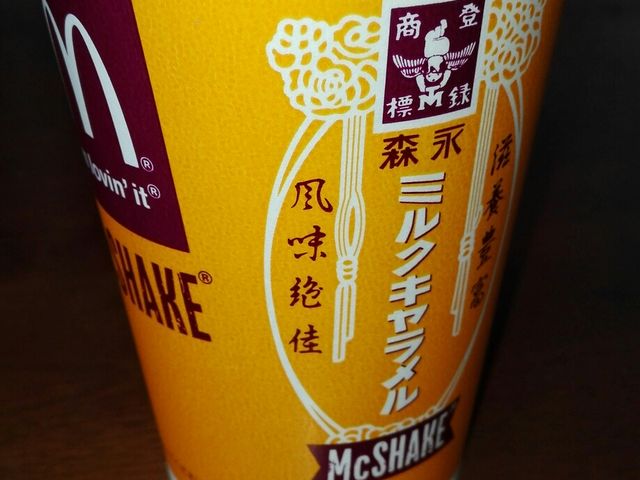 M®
lovin' it®
SHAKE®
登録
商標
M
森永
ミルクキャラメル
滋養豊富
風味絶佳
McSHAKE